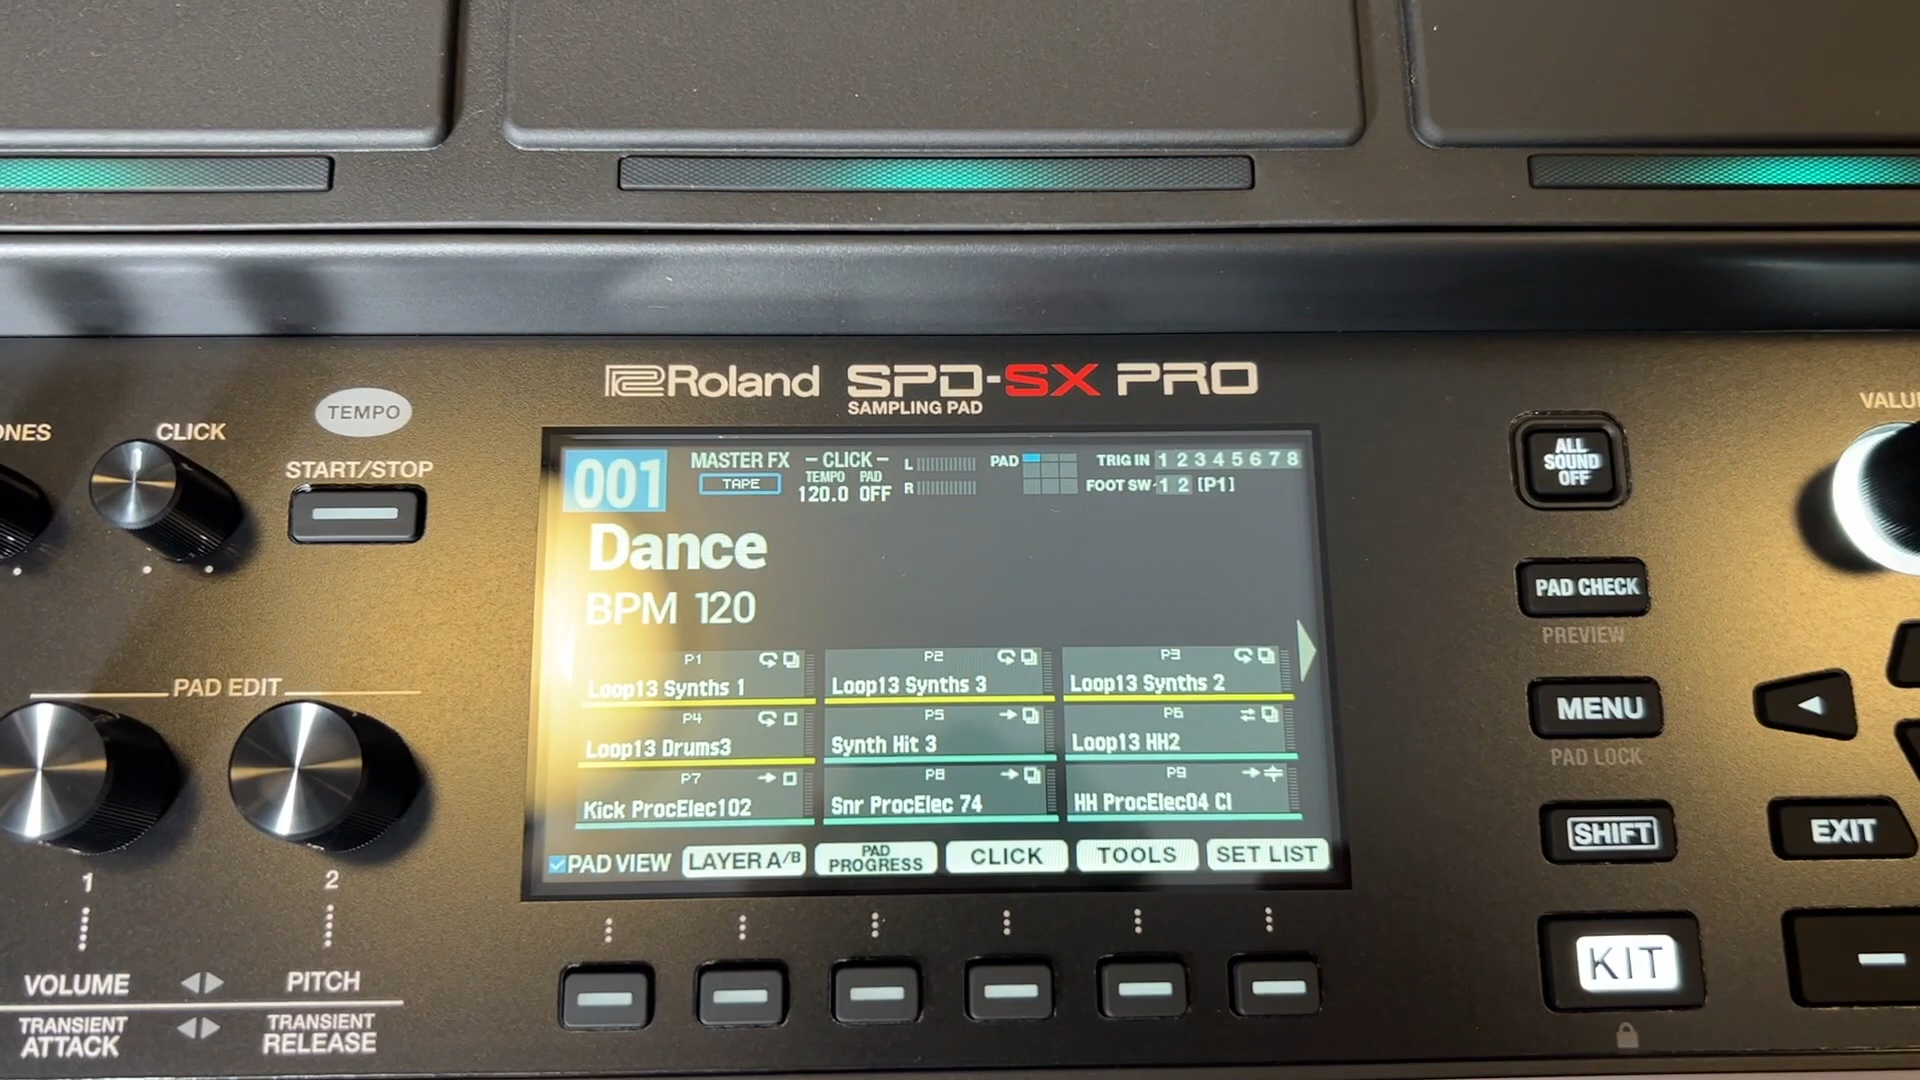 Roland SPD-SX PRO
SAMPLING PAD
TEMPO
CLICK
START/STOP
PAD EDIT
1
2
VOLUME
PITCH
TRANSIENT
ATTACK
TRANSIENT
RELEASE
001
MASTER FX
TAPE
- CLICK -
TEMPO PAD
120.0 OFF
L
R
PAD
TRIG IN 1 2 3 4 5 6 7 8
FOOT SW- 1 2 [P1]
Dance
BPM 120
P1
Loop13 Synths 1
P2
Loop13 Synths 3
P3
Loop13 Synths 2
P4
Loop13 Drums3
P5
Synth Hit 3
P6
Loop13 HH2
P7
Kick ProcElec102
P8
Snr ProcElec 74
P9
HH ProcElec04 Cl
PAD VIEW
LAYER A/B
PAD
PROGRESS
CLICK
TOOLS
SET LIST
ALL
SOUND
OFF
PAD CHECK
PREVIEW
MENU
PAD LOCK
SHIFT
EXIT
KIT